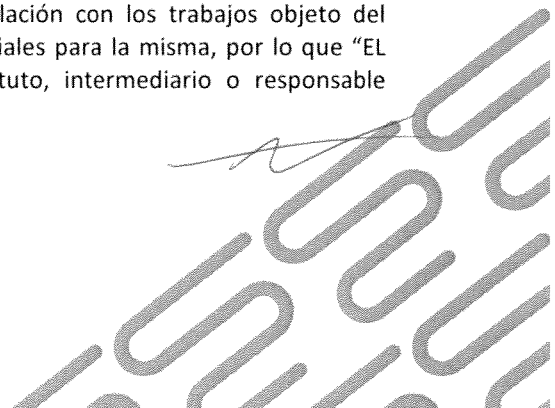 lación con los trabajos objeto del
iales para la misma, por lo que “EL
tuto, intermediario o responsable